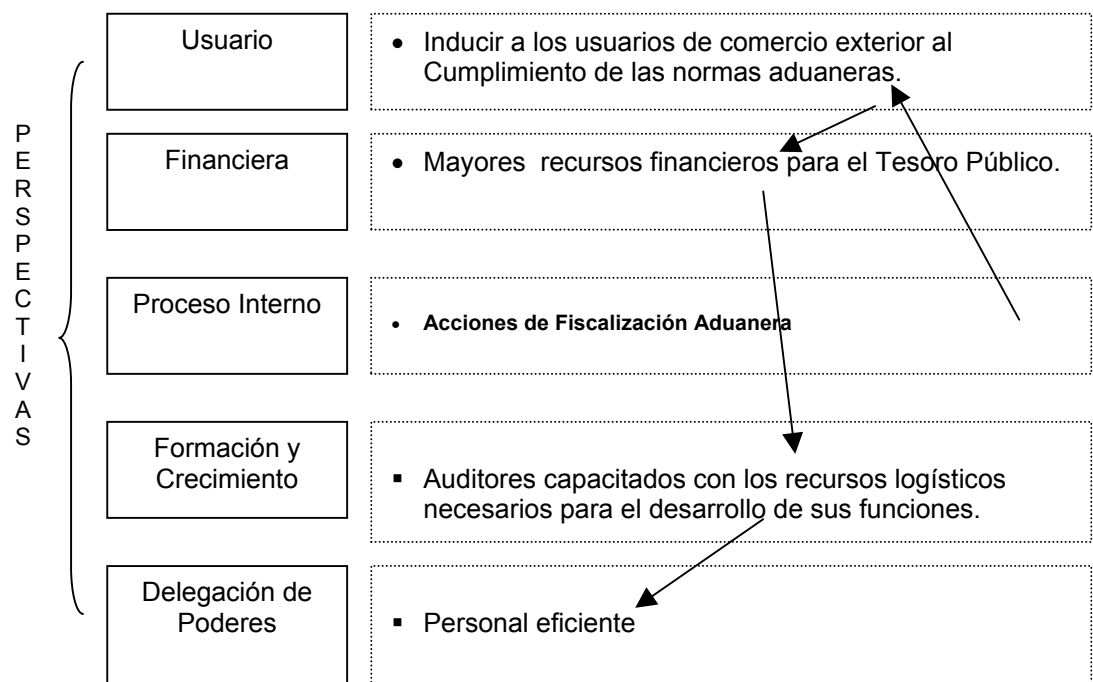 PERSPECTIVAS
Usuario
• Inducir a los usuarios de comercio exterior al
Cumplimiento de las normas aduaneras.
Financiera
• Mayores recursos financieros para el Tesoro Público.
Proceso Interno
• Acciones de Fiscalización Aduanera
Formación y
Crecimiento
▪ Auditores capacitados con los recursos logísticos
necesarios para el desarrollo de sus funciones.
Delegación de
Poderes
▪ Personal eficiente